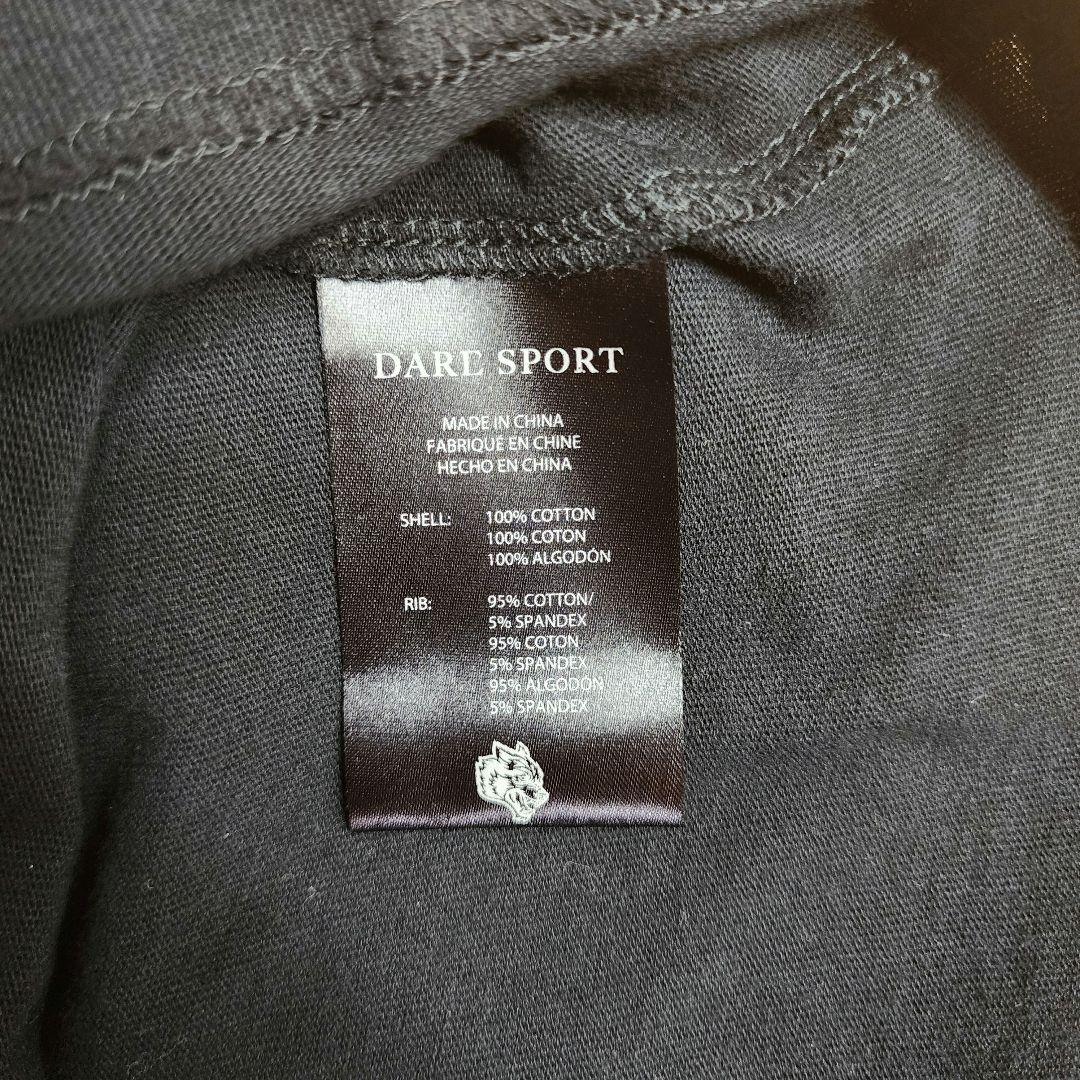 DARE SPORT
MADE IN CHINA
FABRIQUE EN CHINE
HECHO EN CHINA
SHELL: 100% COTTON
100% COTON
100% ALGODÓN
RIB: 95% COTTON/
5% SPANDEX
95% COTON
5% SPANDEX
95% ALGODÓN
5% SPANDEX